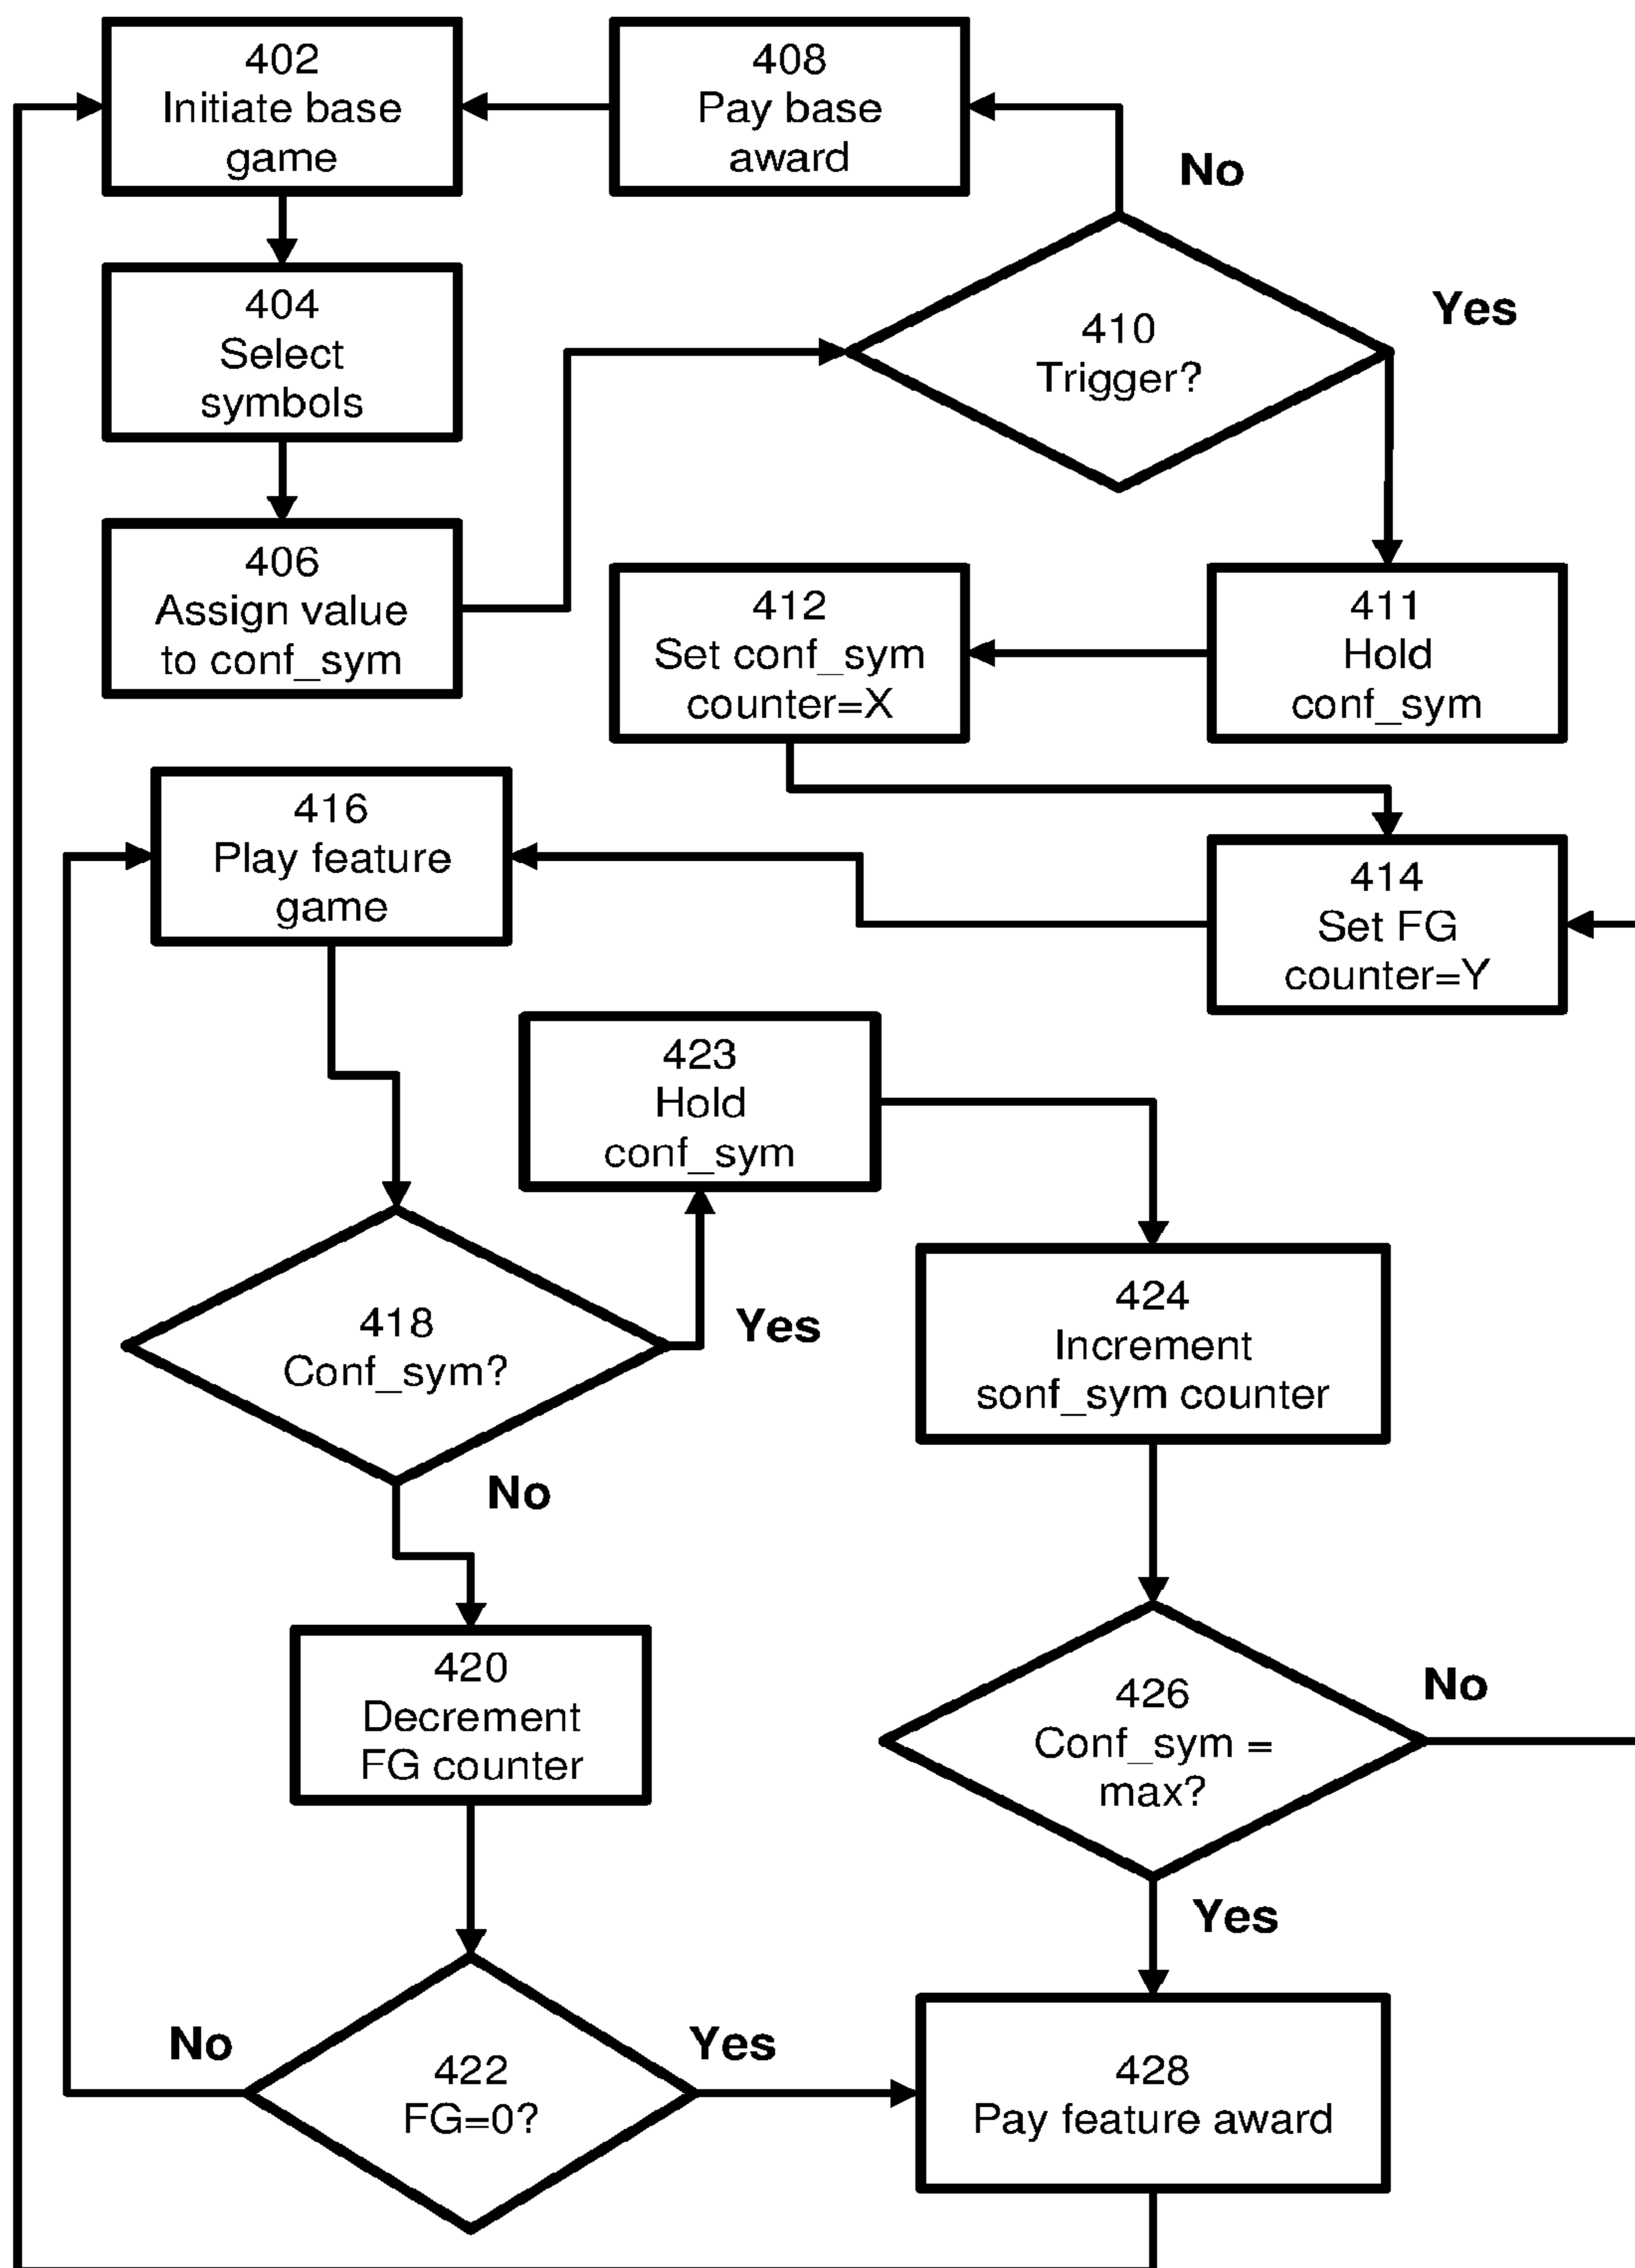 402
Initiate base
game
408
Pay base
award
No
404
Select
symbols
410
Trigger?
Yes
406
Assign value
to conf_sym
412
Set conf_sym
counter=X
411
Hold
conf_sym
416
Play feature
game
414
Set FG
counter=Y
423
Hold
conf_sym
418
Conf_sym?
Yes
No
424
Increment
sonf_sym counter
420
Decrement
FG counter
426
Conf_sym =
max?
No
Yes
422
FG=0?
No
Yes
428
Pay feature award